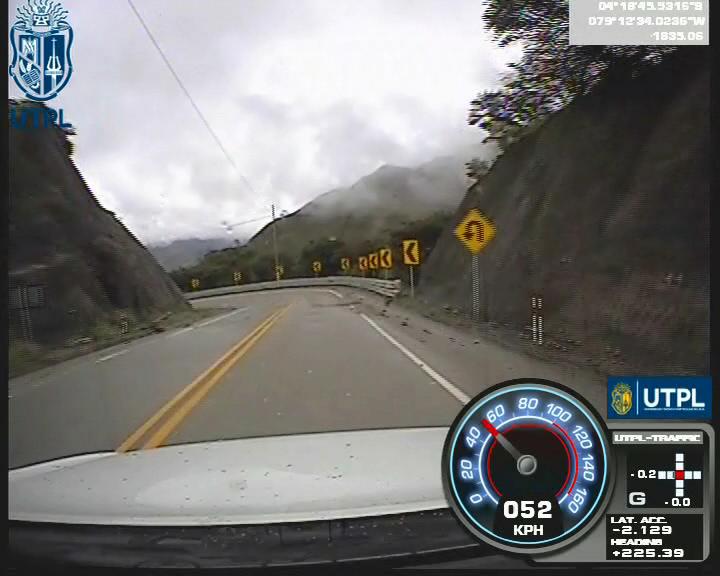 04°18'45.5316"S
079°12'34.0236"W
-1835.06
UTPL
UTPL
UTPL-TRAFFIC
0 20 40 60 80 100 120 140 160
-0.2
G -0.0
052
KPH
LAT. ACC.
-2.129
HEADING
+225.39